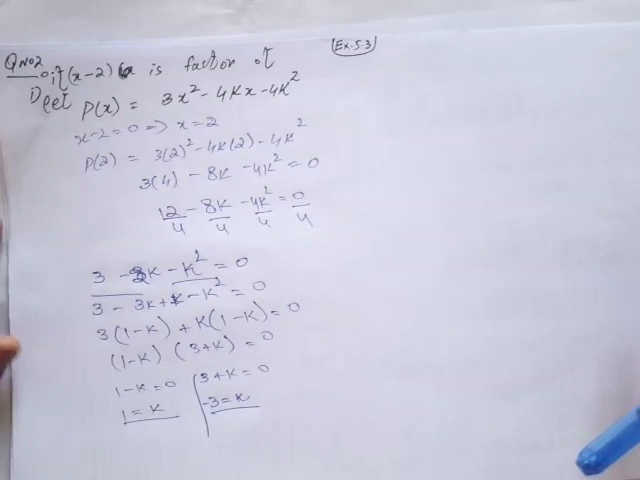 Ex. 5.3
Q No2
i) if (x-2) is factor of
Let P(x) = 3x² - 4Kx - 4K²
x-2=0 => x=2
P(2) = 3(2)² - 4K(2) - 4K²
3(4) - 8K - 4K² = 0
12/4 - 8K/4 - 4K²/4 = 0/4
3 - 2K - K² = 0
3 - 3K + K - K² = 0
3(1-K) + K(1-K) = 0
(1-K) (3+K) = 0
1-K=0 3+K=0
1=K -3=K